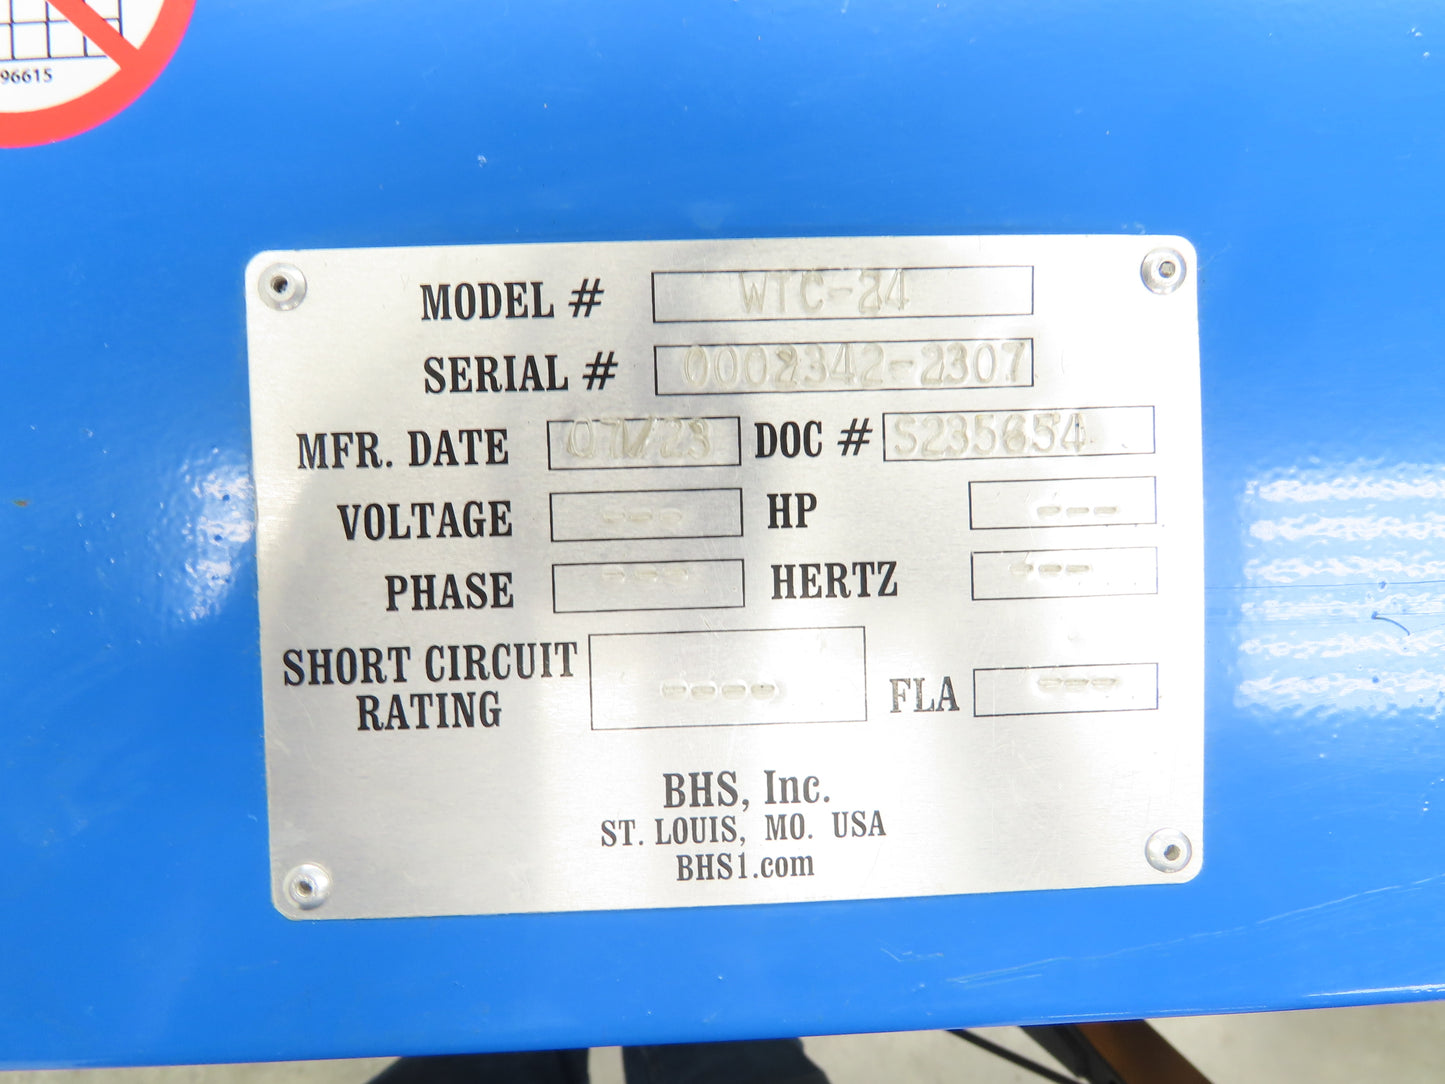 96615
MODEL # WTC-24
SERIAL # 0002342-2307
MFR. DATE 07/23 DOC # S235654
VOLTAGE --- HP ---
PHASE --- HERTZ ---
SHORT CIRCUIT
RATING ---- FLA ---
BHS, Inc.
ST. LOUIS, MO. USA
BHS1.com